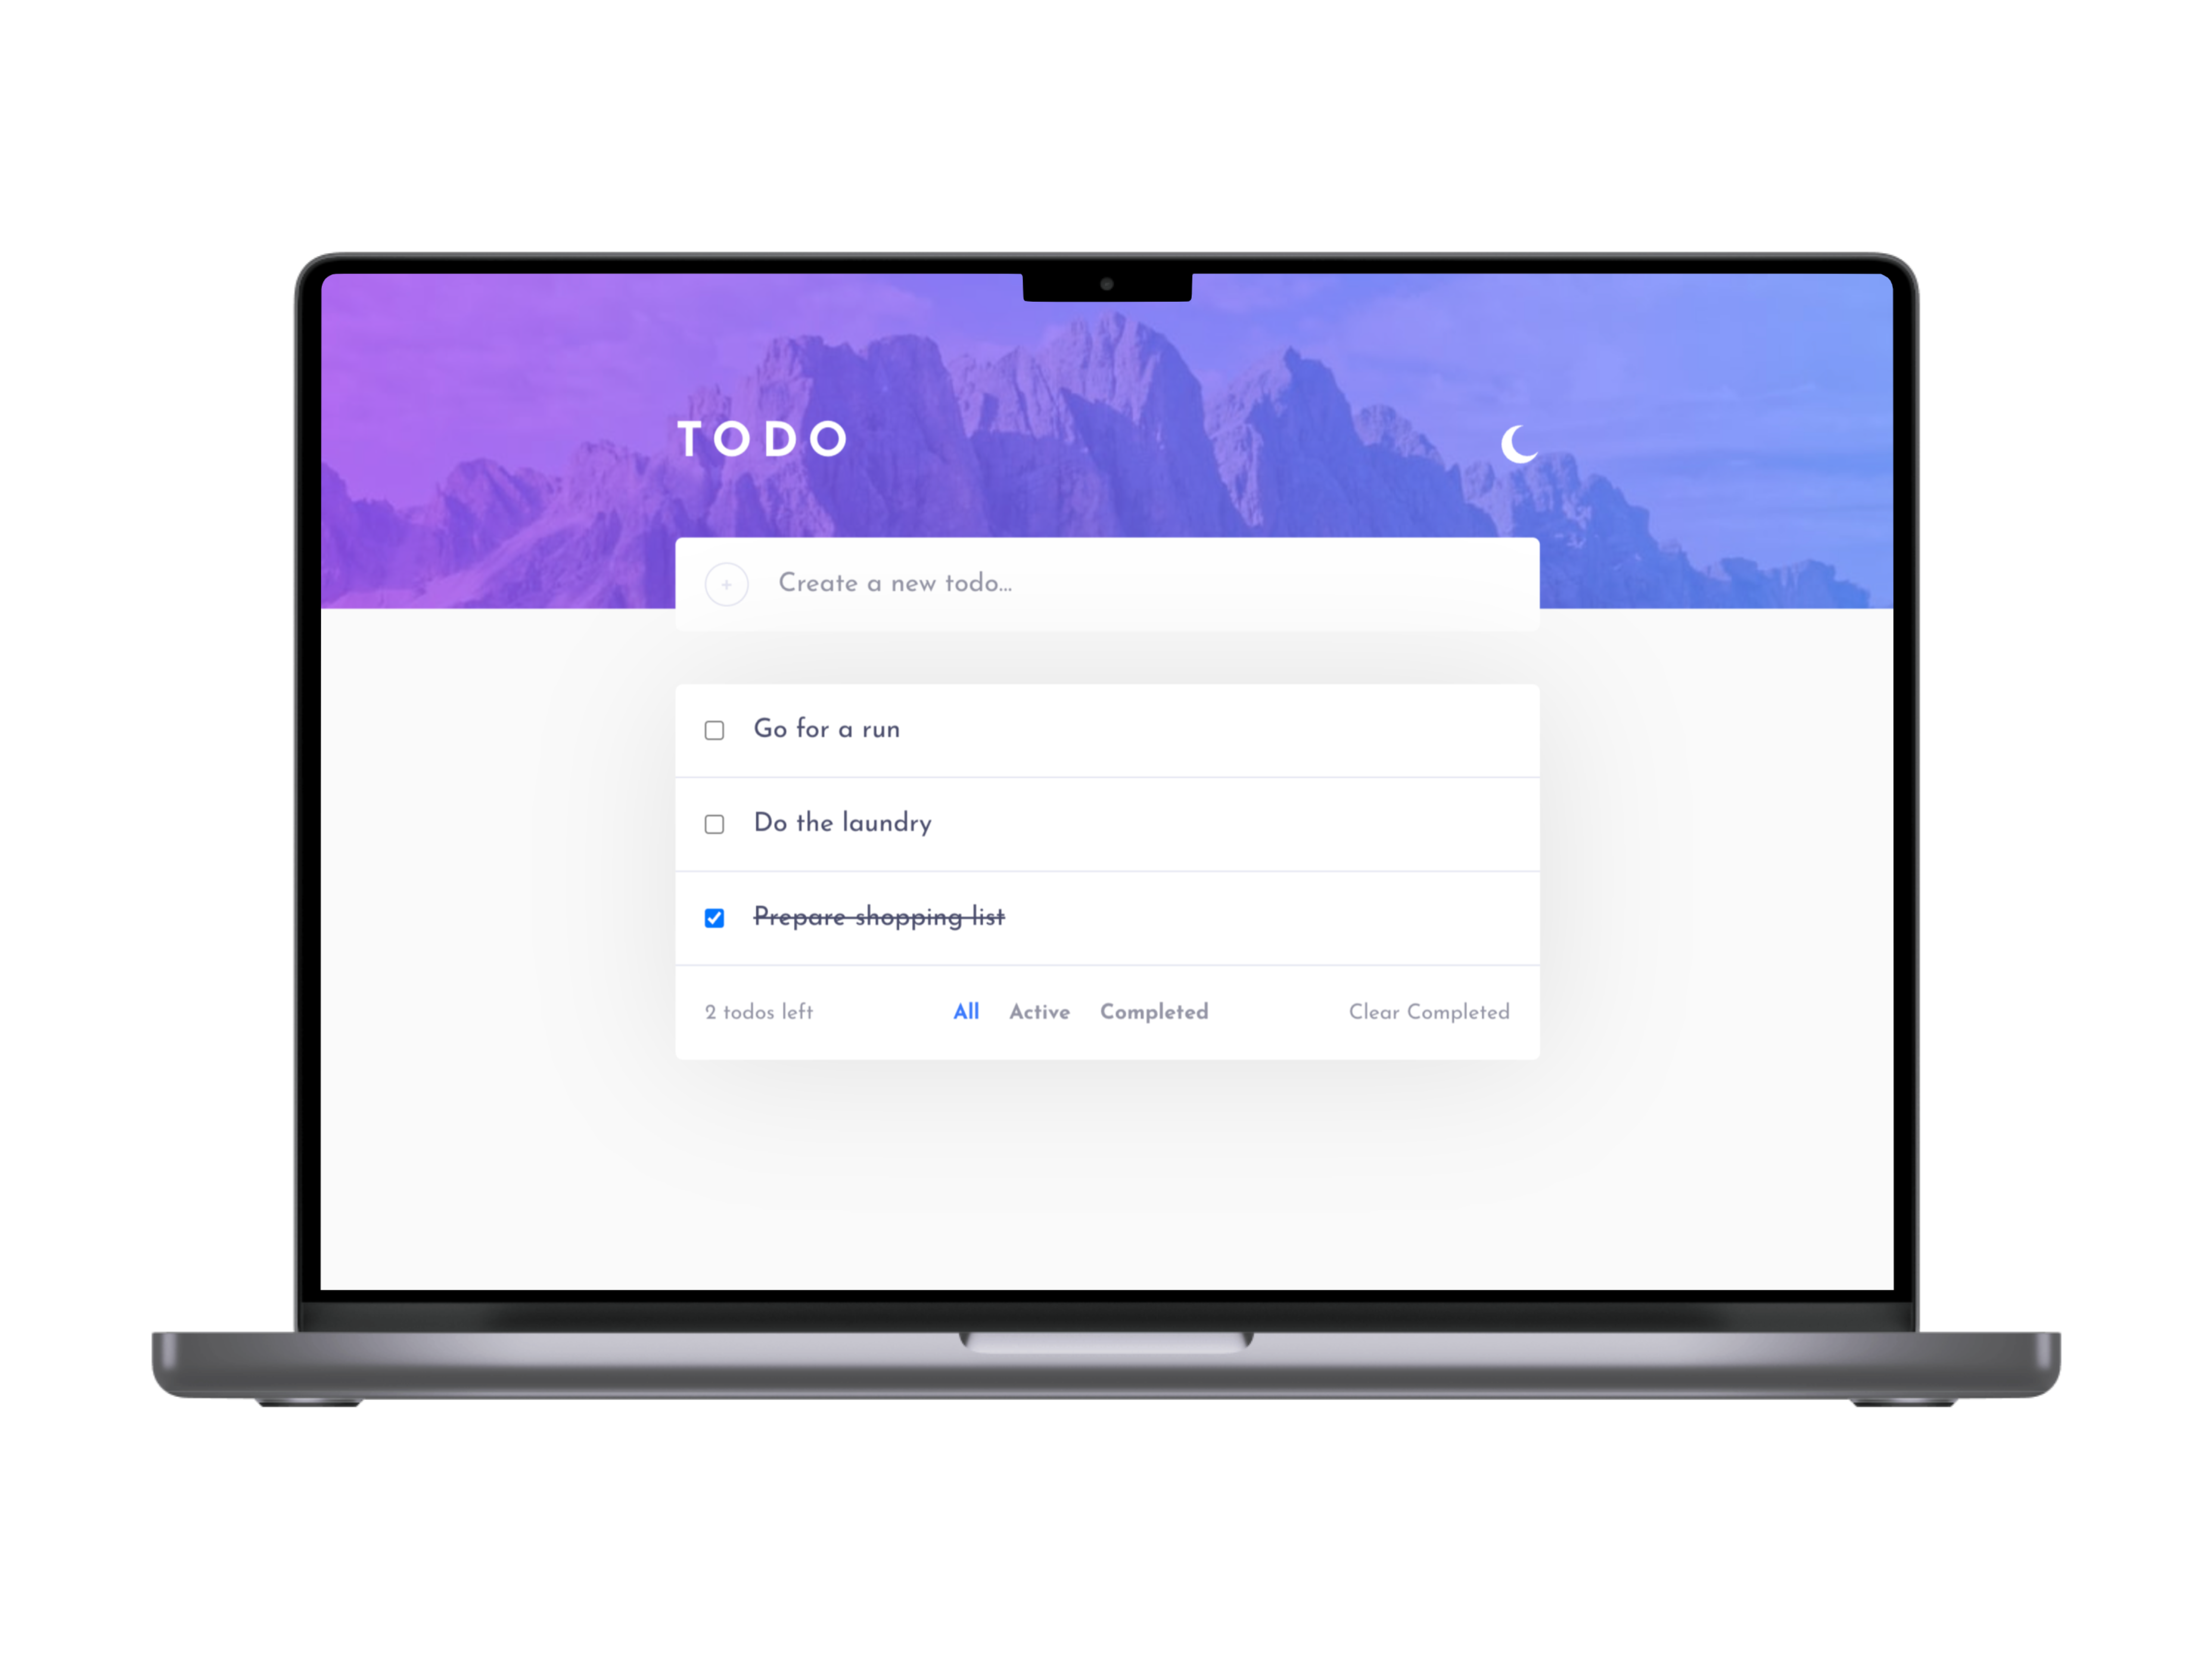 TODO
Create a new todo...
Go for a run
Do the laundry
Prepare shopping list
2 todos left All Active Completed Clear Completed